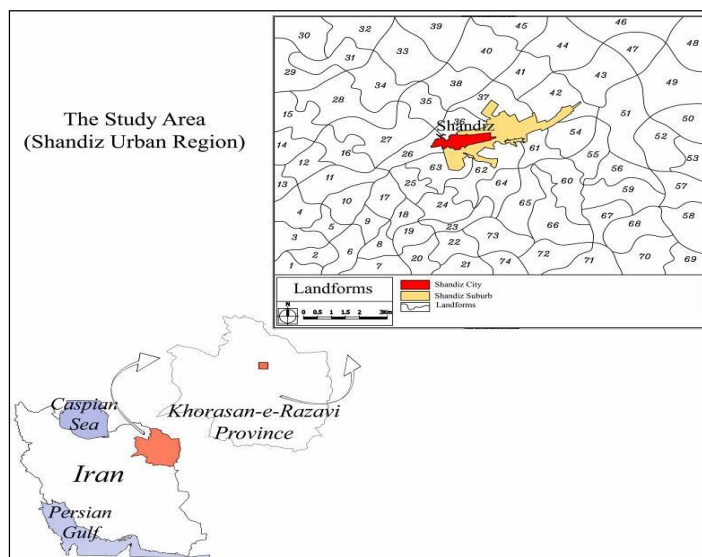 The Study Area
(Shandiz Urban Region)
30 32 33 39 40 45 46 47 48
29 31 34 38 41 44 42 43 49
15 28 35 37 36 51 50
Shandiz
14 16 27 26 54 52 53
13 12 11 25 63 62 61 55 57
10 17 24 64 60 56 59
4 9 18 65 67 58
3 5 8 19 23 73 66 68
2 6 22 74 72
1 7 20 21 71 70 69
Landforms
N
0 0.5 1 1.5 2 3Km
Shandiz City
Shandiz Suburb
Landforms
Khorasan-e-Razavi
Province
Caspian
Sea
Iran
Persian
Gulf